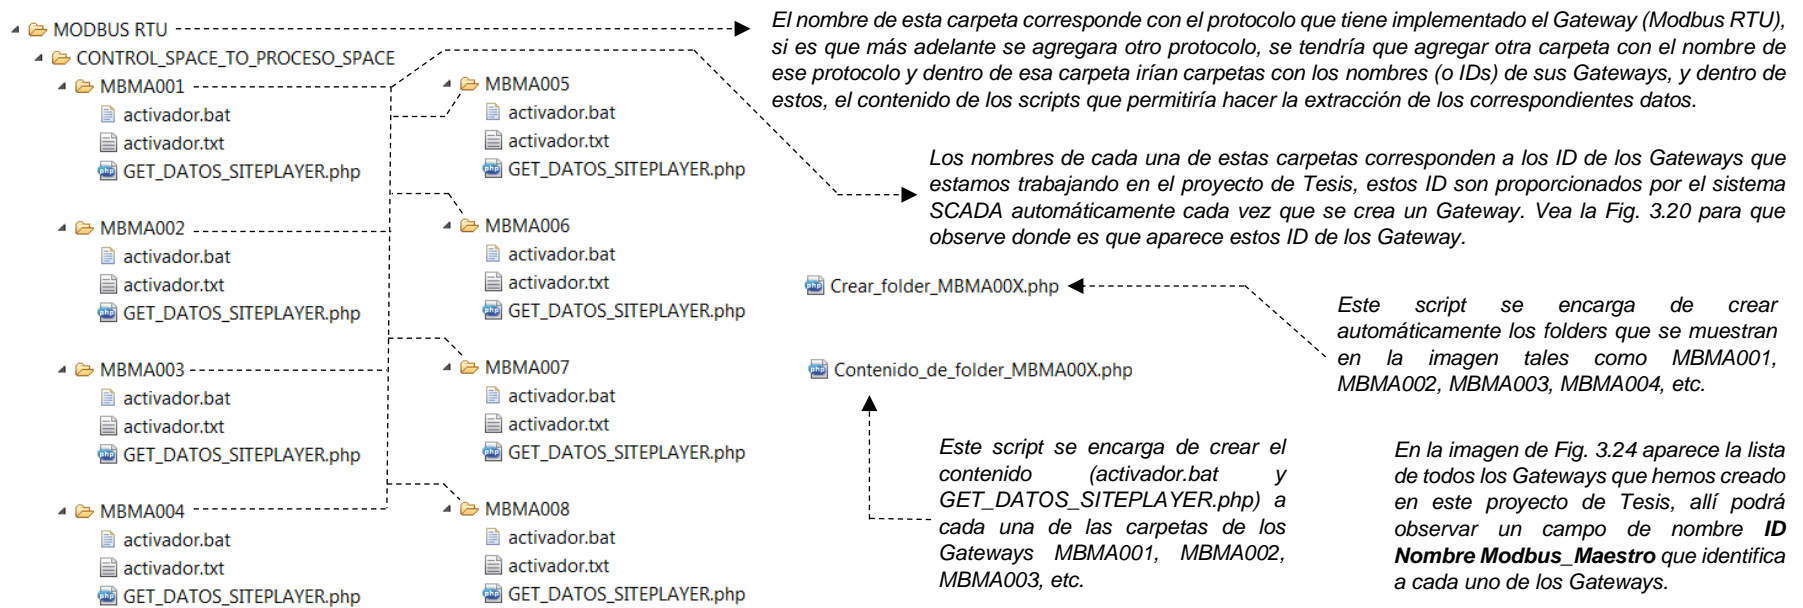 MODBUS RTU
CONTROL_SPACE_TO_PROCESO_SPACE
MBMA001
activador.bat
activador.txt
GET_DATOS_SITEPLAYER.php
MBMA002
activador.bat
activador.txt
GET_DATOS_SITEPLAYER.php
MBMA003
activador.bat
activador.txt
GET_DATOS_SITEPLAYER.php
MBMA004
activador.bat
activador.txt
GET_DATOS_SITEPLAYER.php
MBMA005
activador.bat
activador.txt
GET_DATOS_SITEPLAYER.php
MBMA006
activador.bat
activador.txt
GET_DATOS_SITEPLAYER.php
MBMA007
activador.bat
activador.txt
GET_DATOS_SITEPLAYER.php
MBMA008
activador.bat
activador.txt
GET_DATOS_SITEPLAYER.php
El nombre de esta carpeta corresponde con el protocolo que tiene implementado el Gateway (Modbus RTU),
si es que más adelante se agregara otro protocolo, se tendría que agregar otra carpeta con el nombre de
ese protocolo y dentro de esa carpeta irían carpetas con los nombres (o IDs) de sus Gateways, y dentro de
estos, el contenido de los scripts que permitiría hacer la extracción de los correspondientes datos.
Los nombres de cada una de estas carpetas corresponden a los ID de los Gateways que
estamos trabajando en el proyecto de Tesis, estos ID son proporcionados por el sistema
SCADA automáticamente cada vez que se crea un Gateway. Vea la Fig. 3.20 para que
observe donde es que aparece estos ID de los Gateway.
php Crear_folder_MBMA00X.php
Este script se encarga de crear
automáticamente los folders que se muestran
en la imagen tales como MBMA001,
MBMA002, MBMA003, MBMA004, etc.
php Contenido_de_folder_MBMA00X.php
Este script se encarga de crear el
contenido (activador.bat y
GET_DATOS_SITEPLAYER.php) a
cada una de las carpetas de los
Gateways MBMA001, MBMA002,
MBMA003, etc.
En la imagen de Fig. 3.24 aparece la lista
de todos los Gateways que hemos creado
en este proyecto de Tesis, allí podrá
observar un campo de nombre ID
Nombre Modbus_Maestro que identifica
a cada uno de los Gateways.